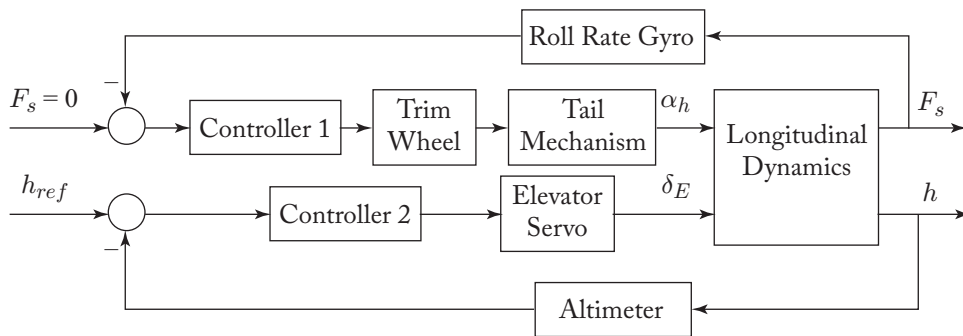 Roll Rate Gyro
−
F_s = 0
Controller 1
Trim
Wheel
Tail
Mechanism
α_h
Longitudinal
Dynamics
F_s
h_ref
Controller 2
Elevator
Servo
δ_E
h
−
Altimeter